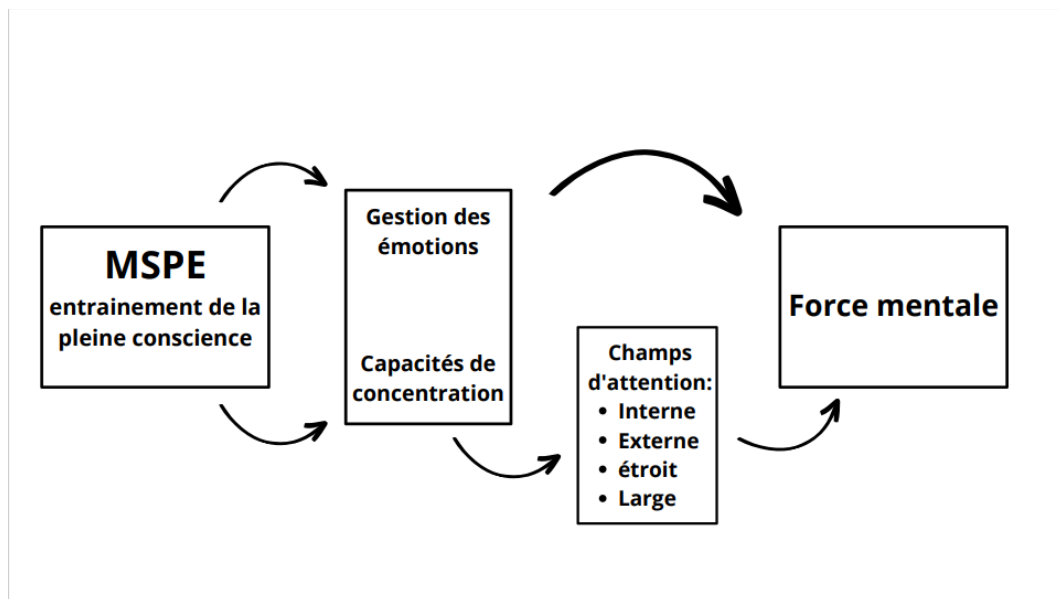 MSPE
entrainement de la
pleine conscience
Gestion des
émotions
Capacités de
concentration
Champs
d'attention:
• Interne
• Externe
• étroit
• Large
Force mentale